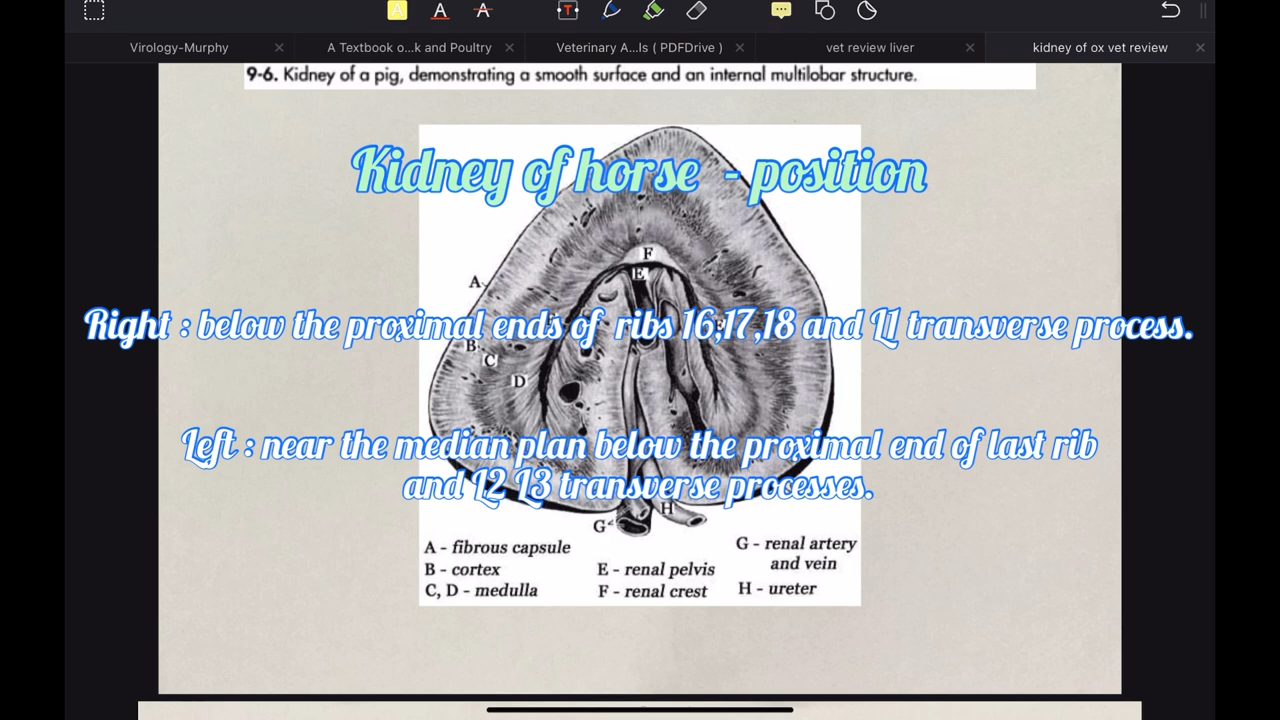 Virology-Murphy
A Textbook o...k and Poultry
Veterinary A...ls ( PDFDrive )
vet review liver
kidney of ox vet review
9-6. Kidney of a pig, demonstrating a smooth surface and an internal multilobar structure.
Kidney of horse - position
F
E
A
Right : below the proximal ends of ribs 16,17,18 and L1 transverse process.
B
C
D
Left : near the median plan below the proximal end of last rib
and L2 L3 transverse processes.
H
G
A - fibrous capsule
B - cortex
C, D - medulla
E - renal pelvis
F - renal crest
G - renal artery
and vein
H - ureter